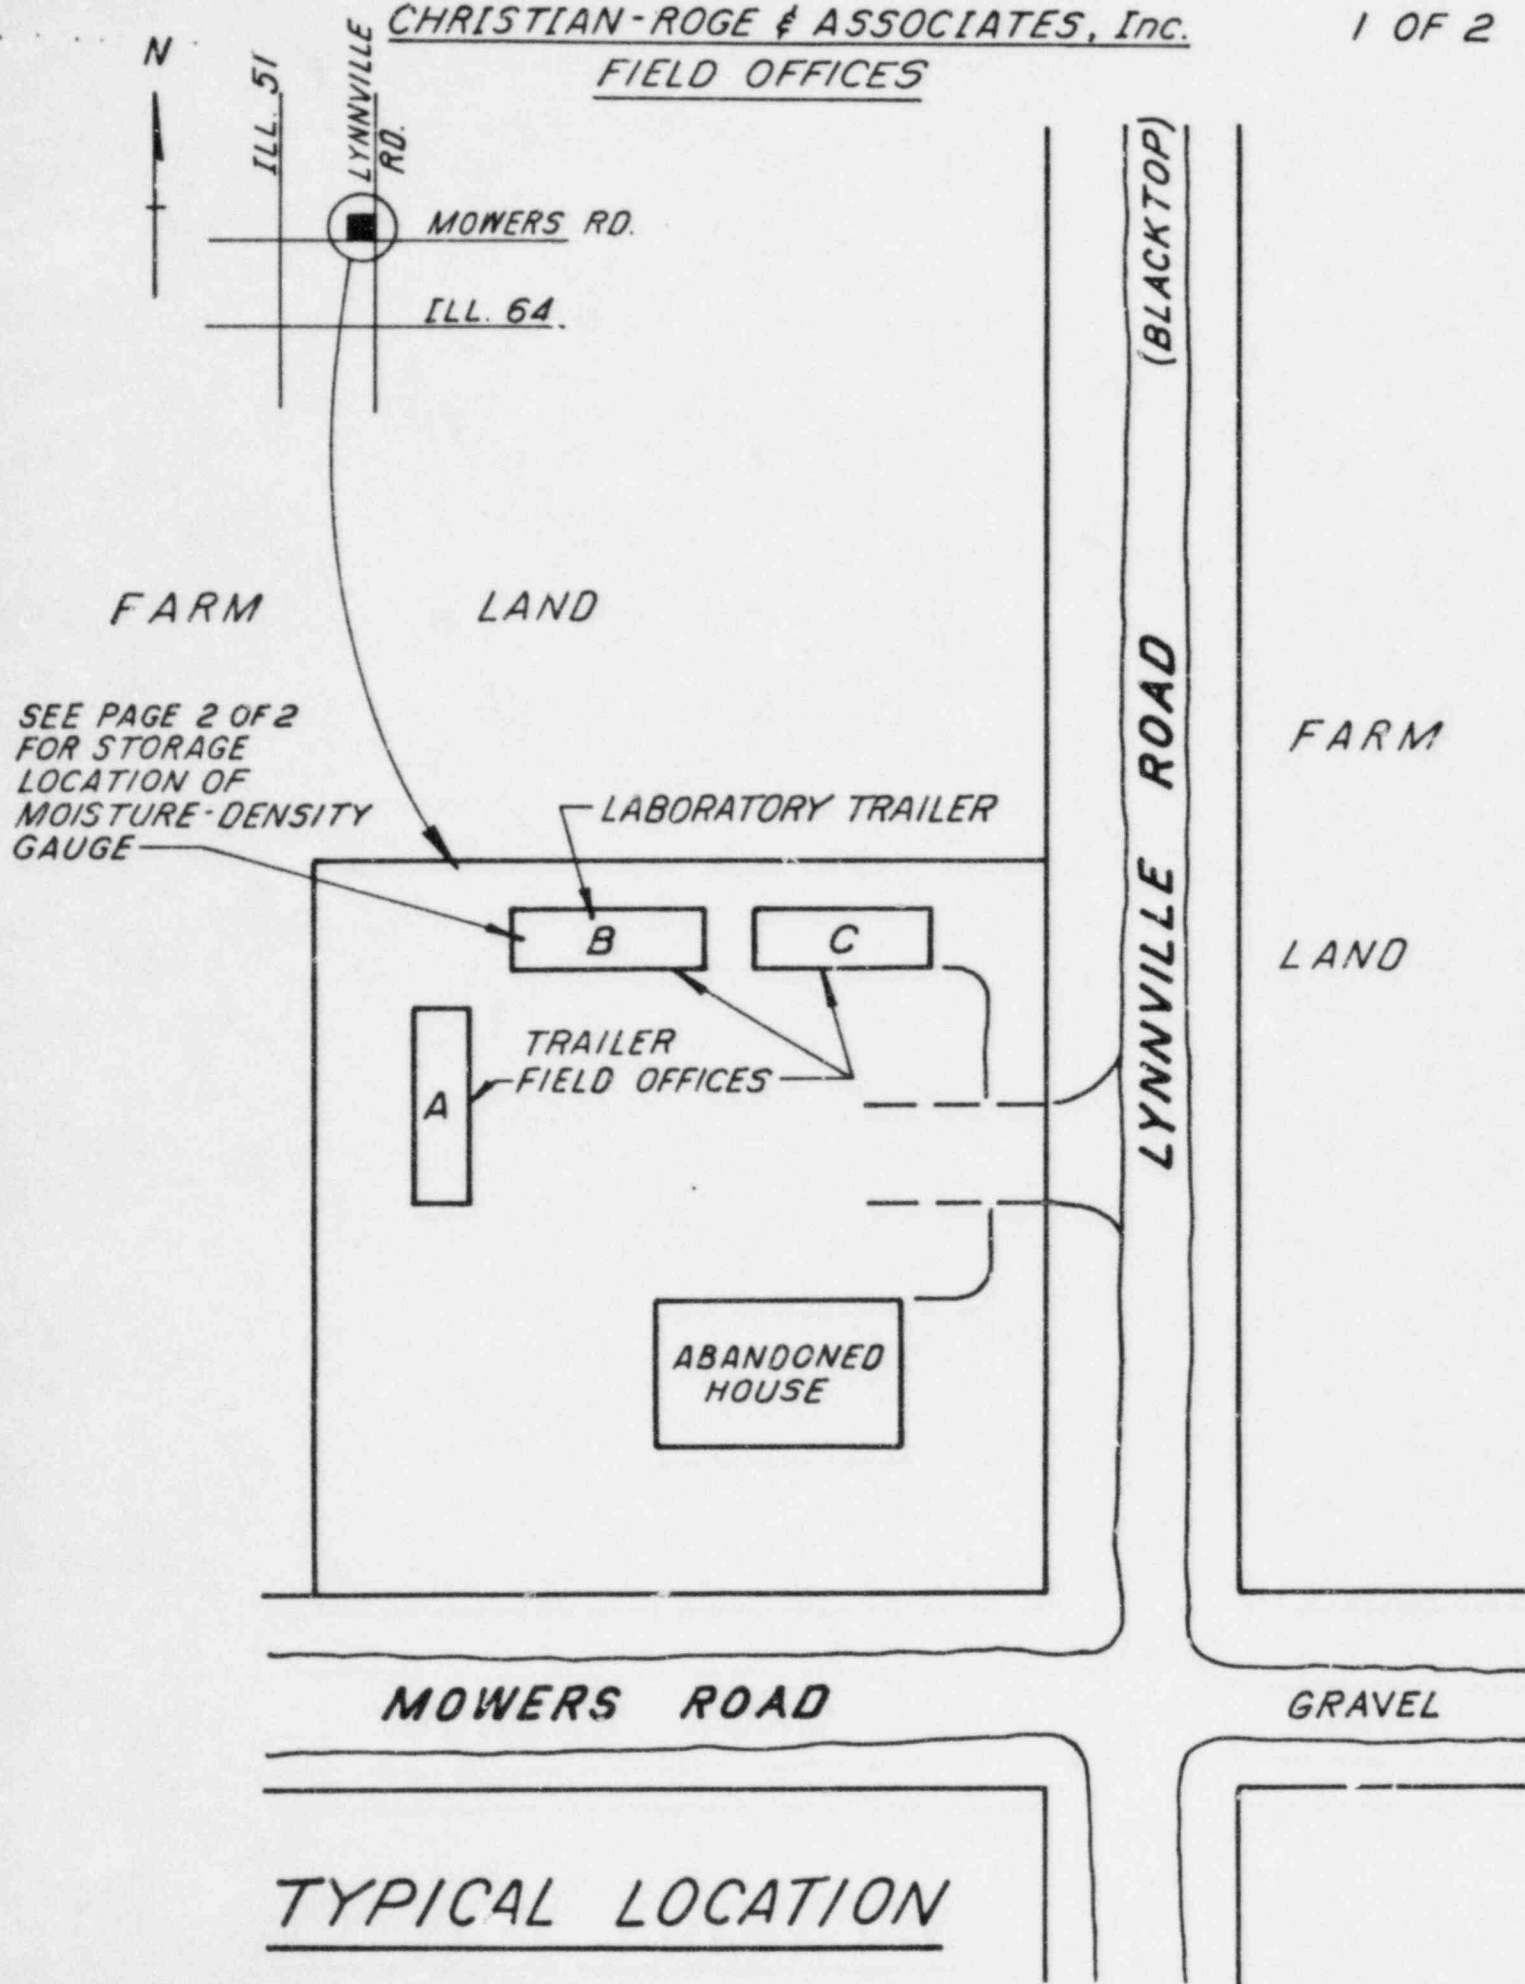 CHRISTIAN-ROGE & ASSOCIATES, Inc.
1 OF 2
FIELD OFFICES
N
ILL. 51
LYNNVILLE
RD.
MOWERS RD.
ILL. 64
(BLACKTOP)
FARM LAND
SEE PAGE 2 OF 2
FOR STORAGE
LOCATION OF
MOISTURE-DENSITY
GAUGE
LABORATORY TRAILER
B
C
A
TRAILER
FIELD OFFICES
LYNNVILLE ROAD
FARM
LAND
ABANDONED
HOUSE
MOWERS ROAD
GRAVEL
TYPICAL LOCATION